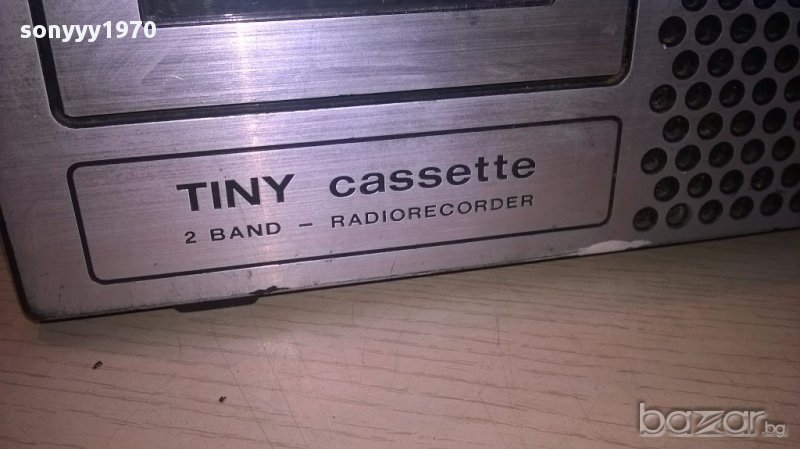 sonyyy1970
TINY cassette
2 BAND – RADIORECORDER
bazar.bg